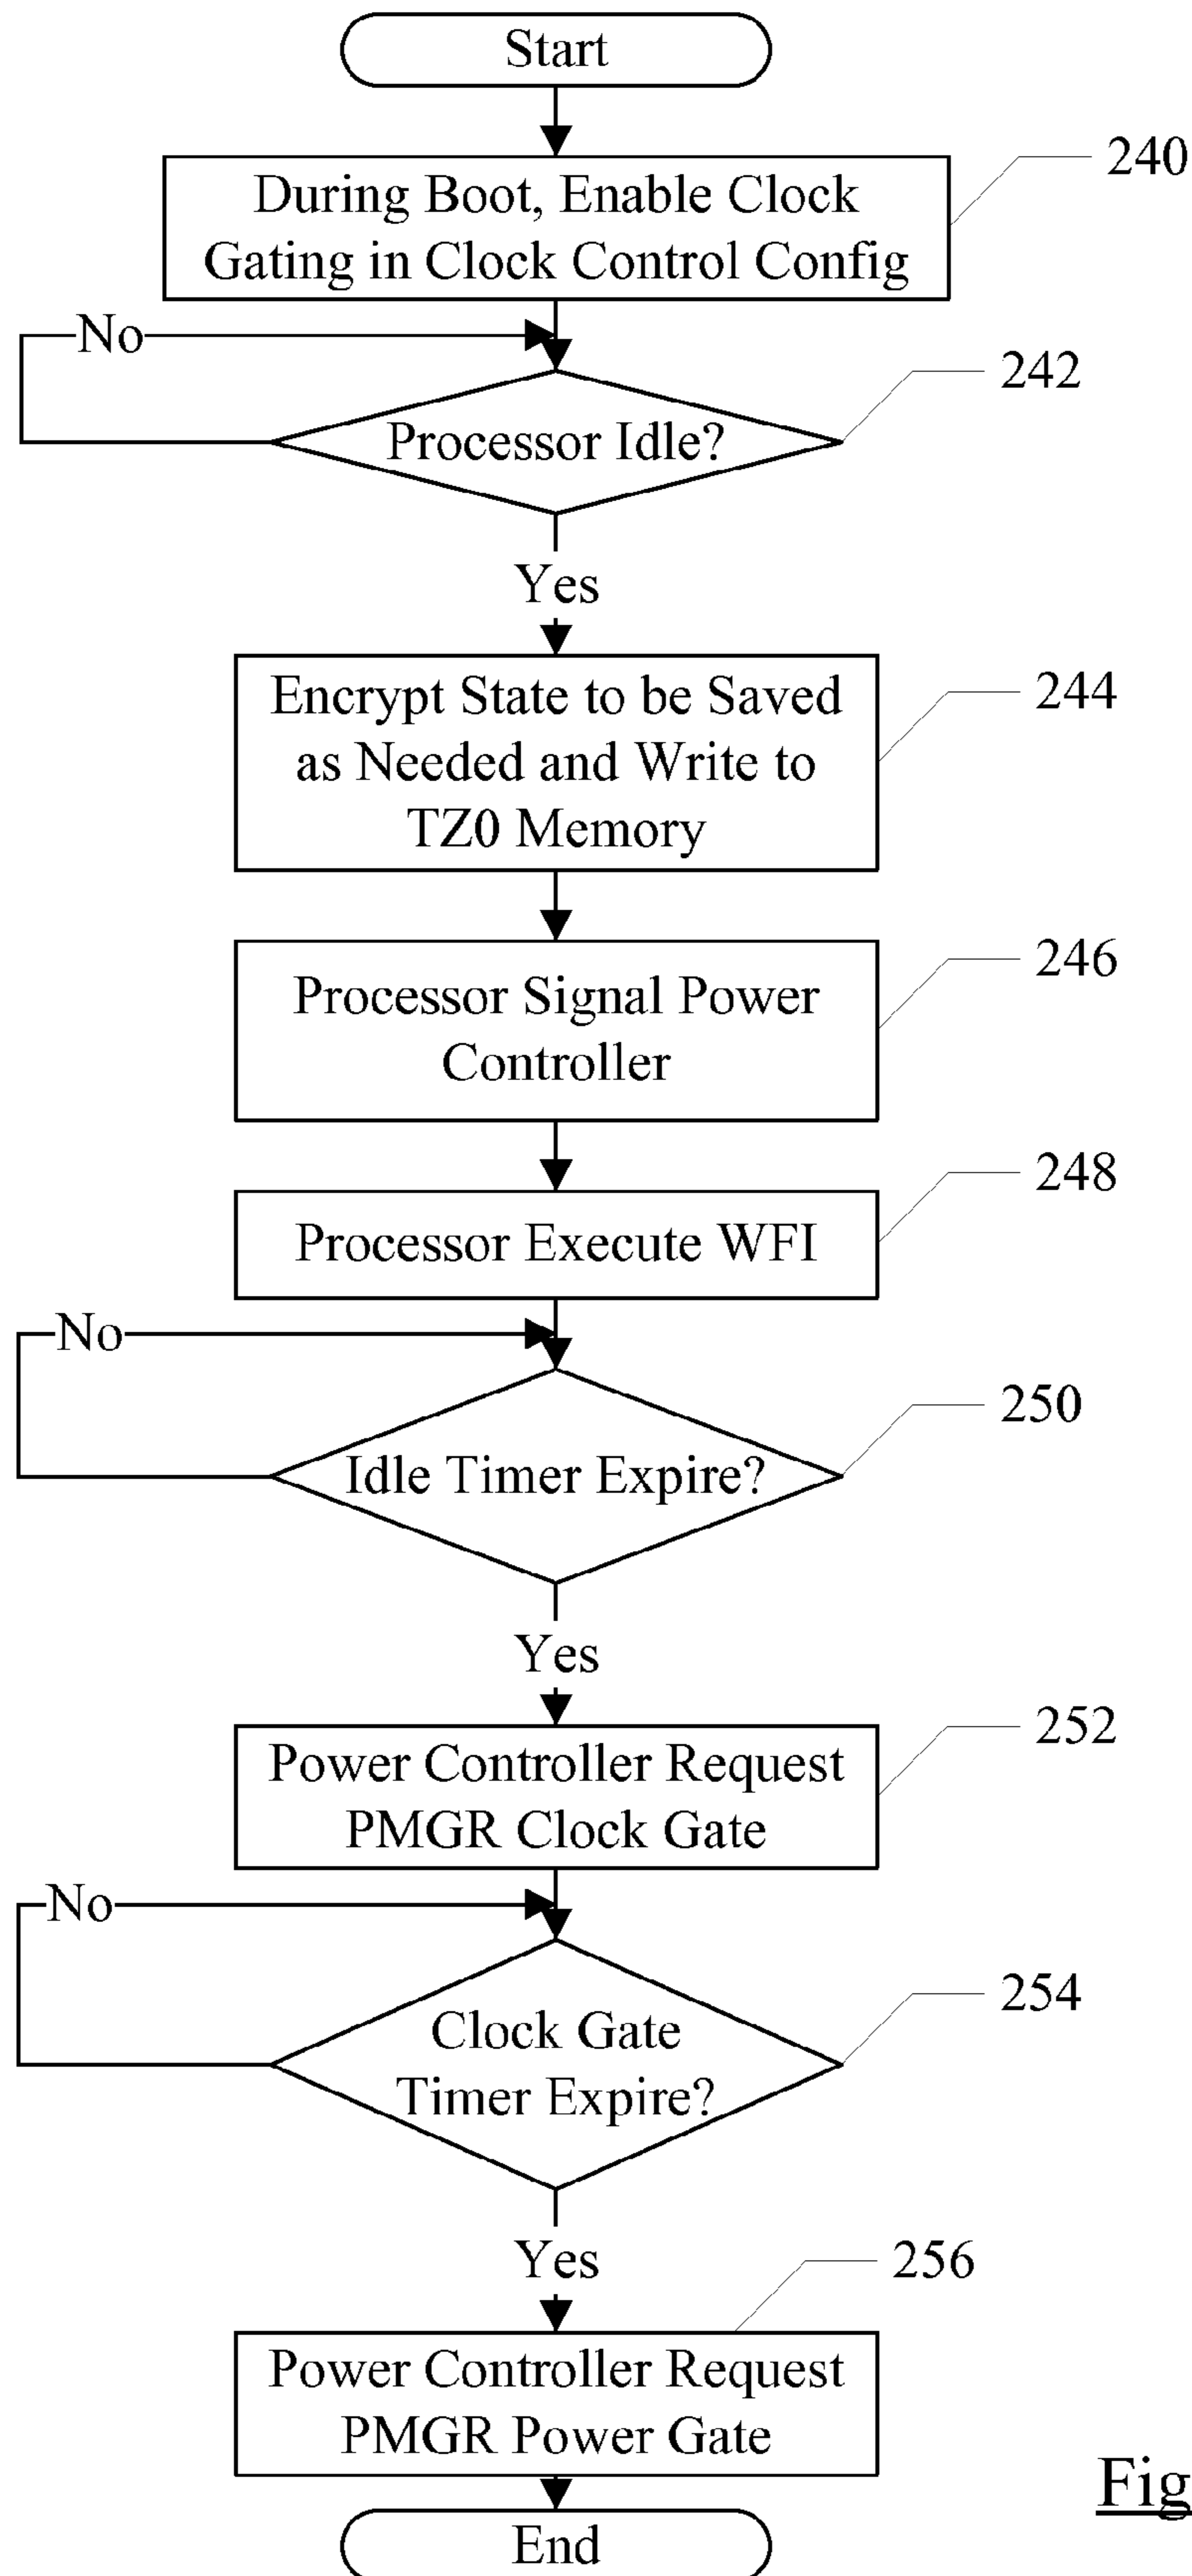 Start
240
During Boot, Enable Clock
Gating in Clock Control Config
No
242
Processor Idle?
Yes
244
Encrypt State to be Saved
as Needed and Write to
TZ0 Memory
246
Processor Signal Power
Controller
248
Processor Execute WFI
No
250
Idle Timer Expire?
Yes
252
Power Controller Request
PMGR Clock Gate
No
254
Clock Gate
Timer Expire?
Yes
256
Power Controller Request
PMGR Power Gate
Fig
End